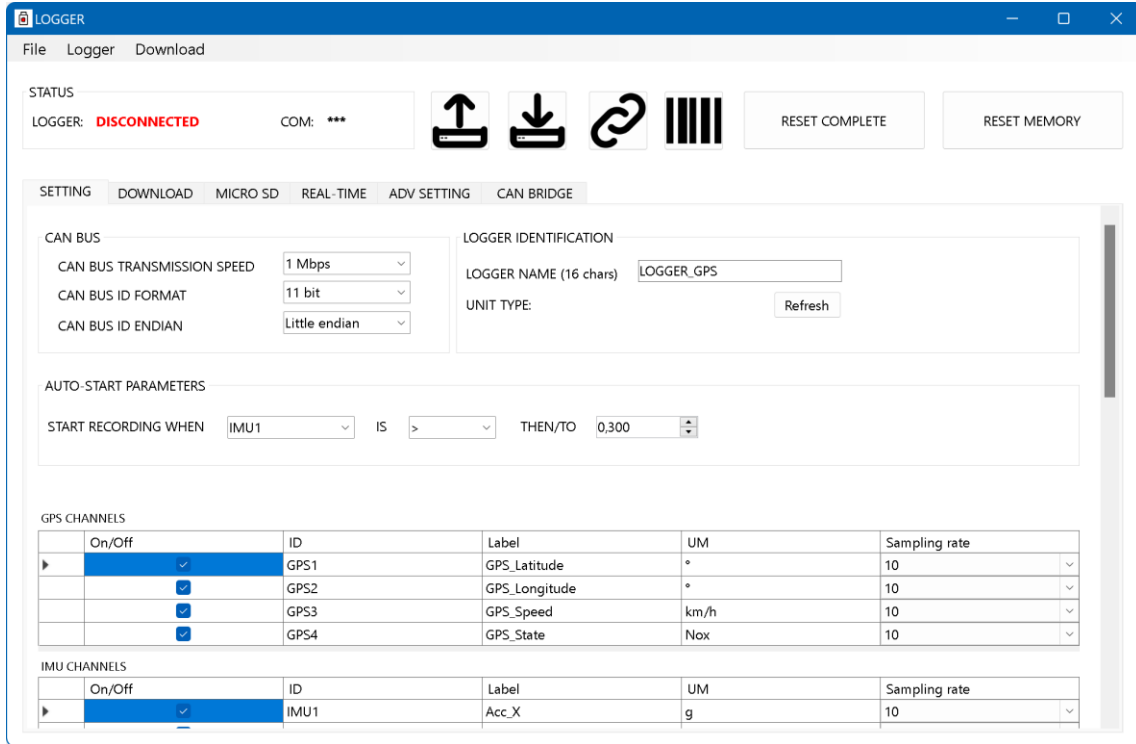 LOGGER
File Logger Download
STATUS
LOGGER: DISCONNECTED COM: ***
RESET COMPLETE RESET MEMORY
SETTING DOWNLOAD MICRO SD REAL-TIME ADV SETTING CAN BRIDGE
CAN BUS
CAN BUS TRANSMISSION SPEED 1 Mbps
CAN BUS ID FORMAT 11 bit
CAN BUS ID ENDIAN Little endian
LOGGER IDENTIFICATION
LOGGER NAME (16 chars) LOGGER_GPS
UNIT TYPE: Refresh
AUTO-START PARAMETERS
START RECORDING WHEN IMU1 IS > THEN/TO 0,300
GPS CHANNELS
On/Off ID Label UM Sampling rate
GPS1 GPS_Latitude ° 10
GPS2 GPS_Longitude ° 10
GPS3 GPS_Speed km/h 10
GPS4 GPS_State Nox 10
IMU CHANNELS
On/Off ID Label UM Sampling rate
IMU1 Acc_X g 10